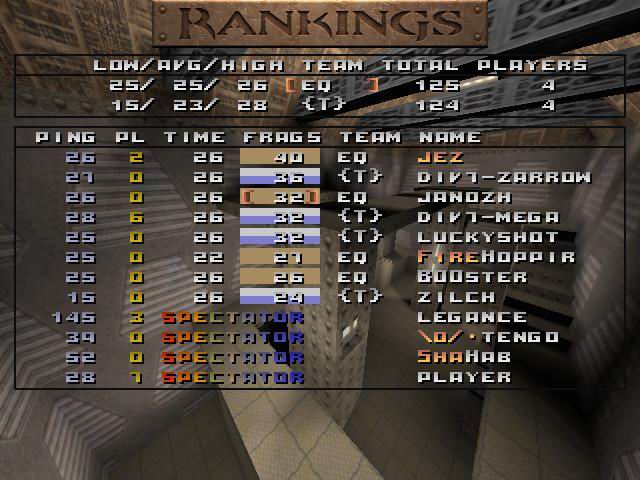 RANKINGS
LOW/AVG/HIGH TEAM TOTAL PLAYERS
25/ 25/ 26 [EQ ] 125 4
15/ 23/ 28 {T} 124 4
PING PL TIME FRAGS TEAM NAME
26 2 26 40 EQ JEZ
27 0 26 36 {T} DIV7-ZARROW
26 0 26 [ 32] EQ JANOZH
28 6 26 32 {T} DIV7-MEGA
25 0 26 32 {T} LUCKYSHOT
25 0 22 27 EQ FIREHOPPIR
25 0 26 26 EQ B00STER
15 0 26 24 {T} ZILCH
145 3 SPECTATOR LEGANCE
34 0 SPECTATOR \O/·TENGO
52 0 SPECTATOR SHAHAB
28 7 SPECTATOR PLAYER